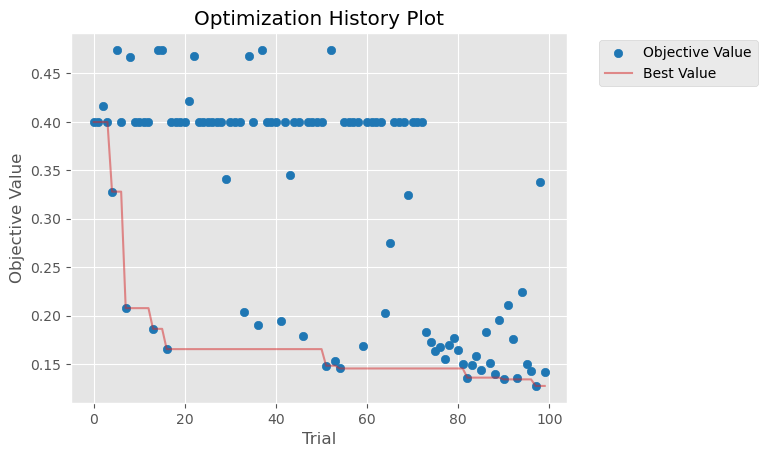 Optimization History Plot
Objective Value
Best Value
Objective Value
0.45
0.40
0.35
0.30
0.25
0.20
0.15
0
20
40
60
80
100
Trial